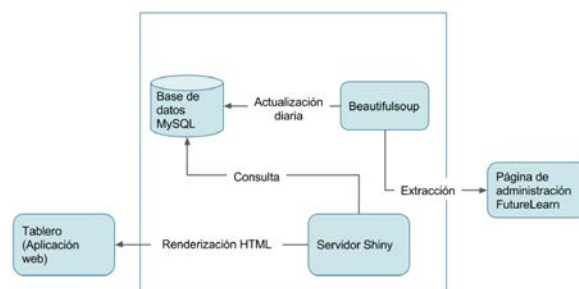 Base de
datos
MySQL
Actualización
diaria
Beautifulsoup
Consulta
Extracción
Página de
administración
FutureLearn
Tablero
(Aplicación
web)
Renderización HTML
Servidor Shiny